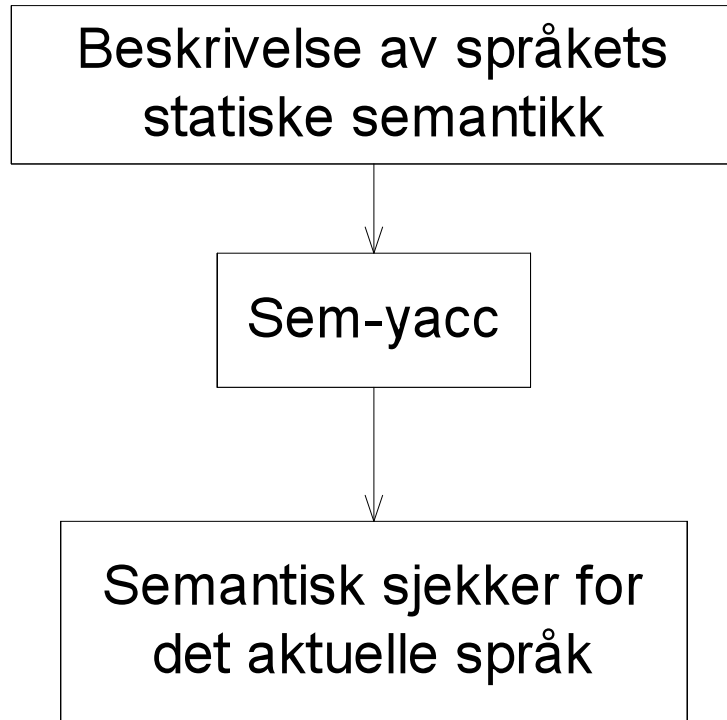 Beskrivelse av språkets
statiske semantikk
Sem-yacc
Semantisk sjekker for
det aktuelle språk